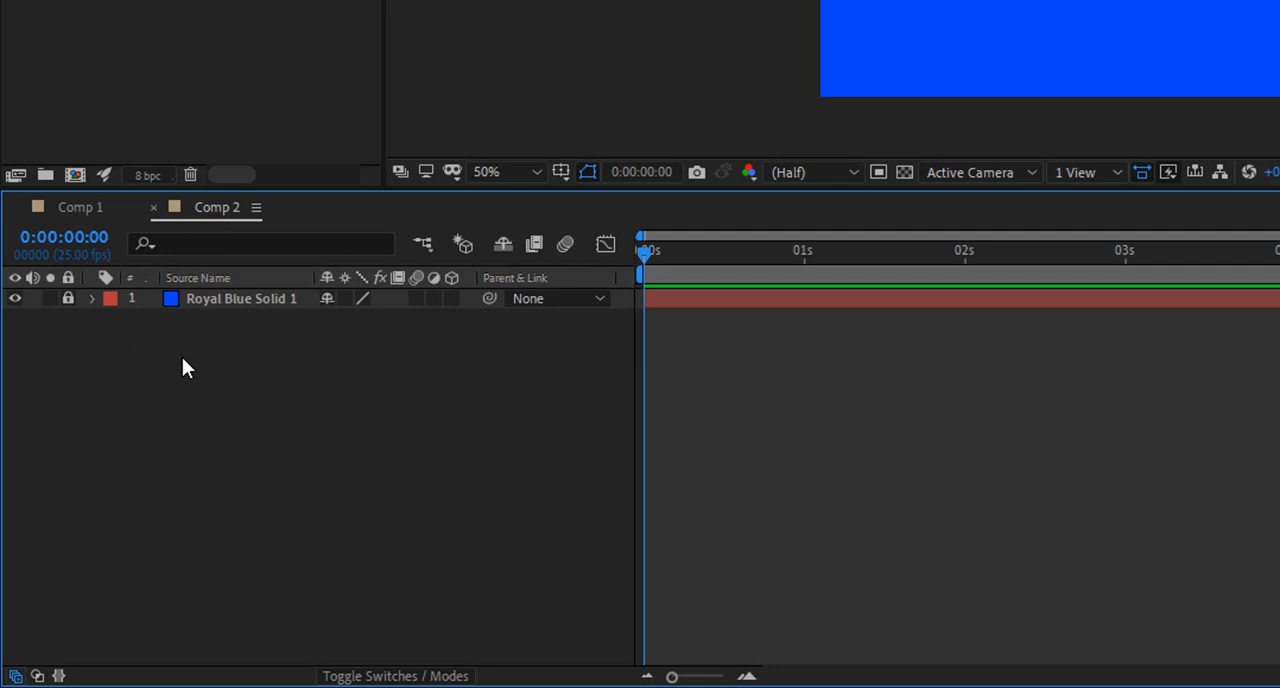 8 bpc
50%
0:00:00:00
(Half)
Active Camera
1 View
+0
Comp 1
× Comp 2
0:00:00:00
00000 (25.00 fps)
01s
02s
03s
# Source Name
fx
Parent & Link
1 Royal Blue Solid 1
None
Toggle Switches / Modes